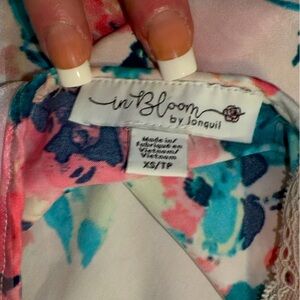 in Bloom
by Jonquil
Made in/
Fabriqué en
Vietnam/
Vietnam
XS/TP